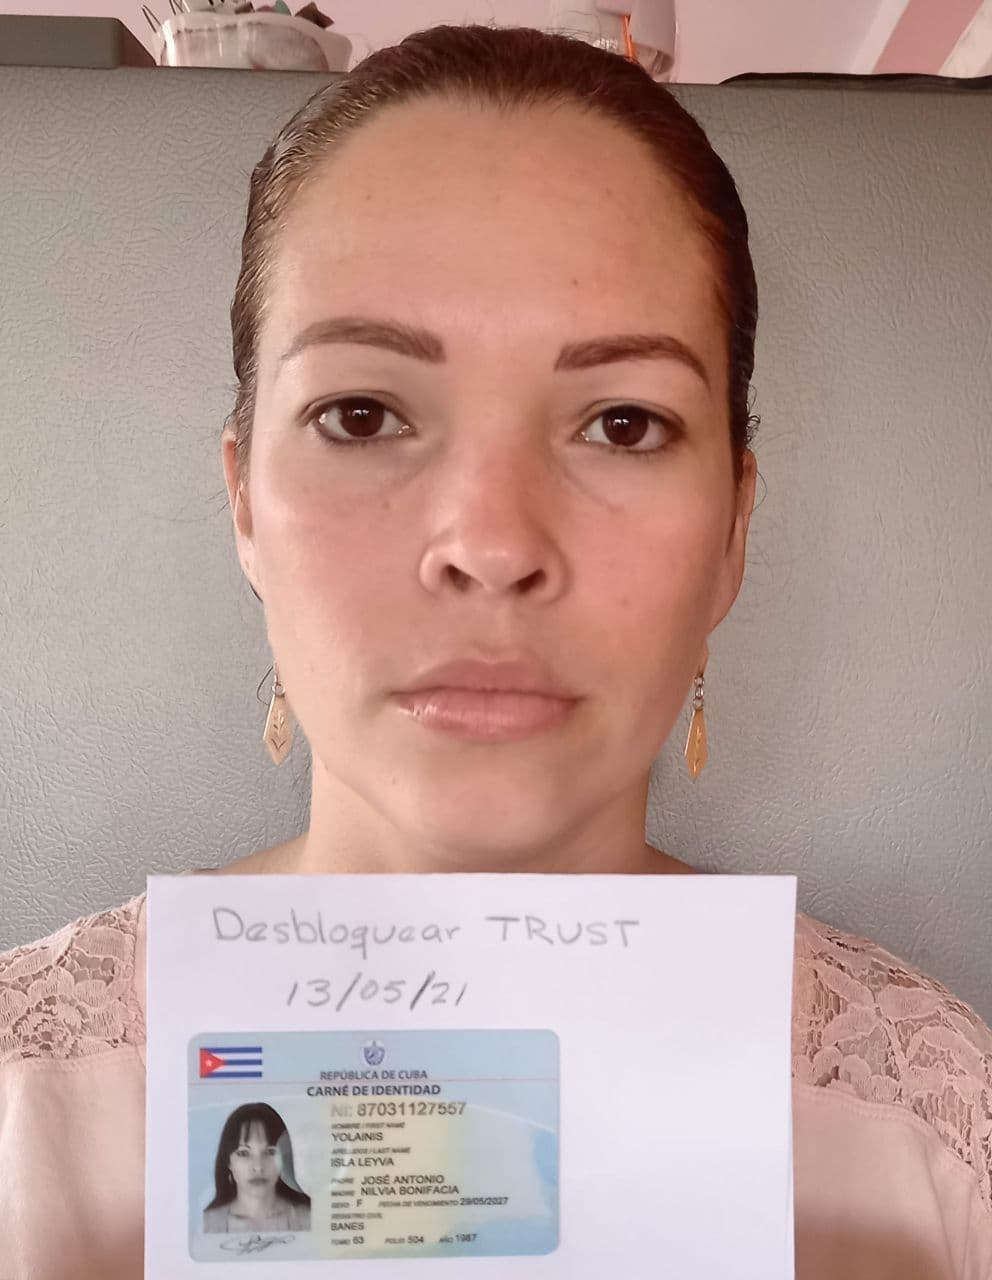 Desbloquear TRUST
13/05/21
REPÚBLICA DE CUBA
CARNÉ DE IDENTIDAD
NI: 87031127557
NOMBRE / FIRST NAME
YOLAINIS
APELLIDOS / LAST NAME
ISLA LEYVA
PADRE JOSÉ ANTONIO
MADRE NILVIA BONIFACIA
SEXO F FECHA DE VENCIMIENTO 29/05/2027
REGISTRO CIVIL
BANES
TOMO 63 FOLIO 504 AÑO 1987